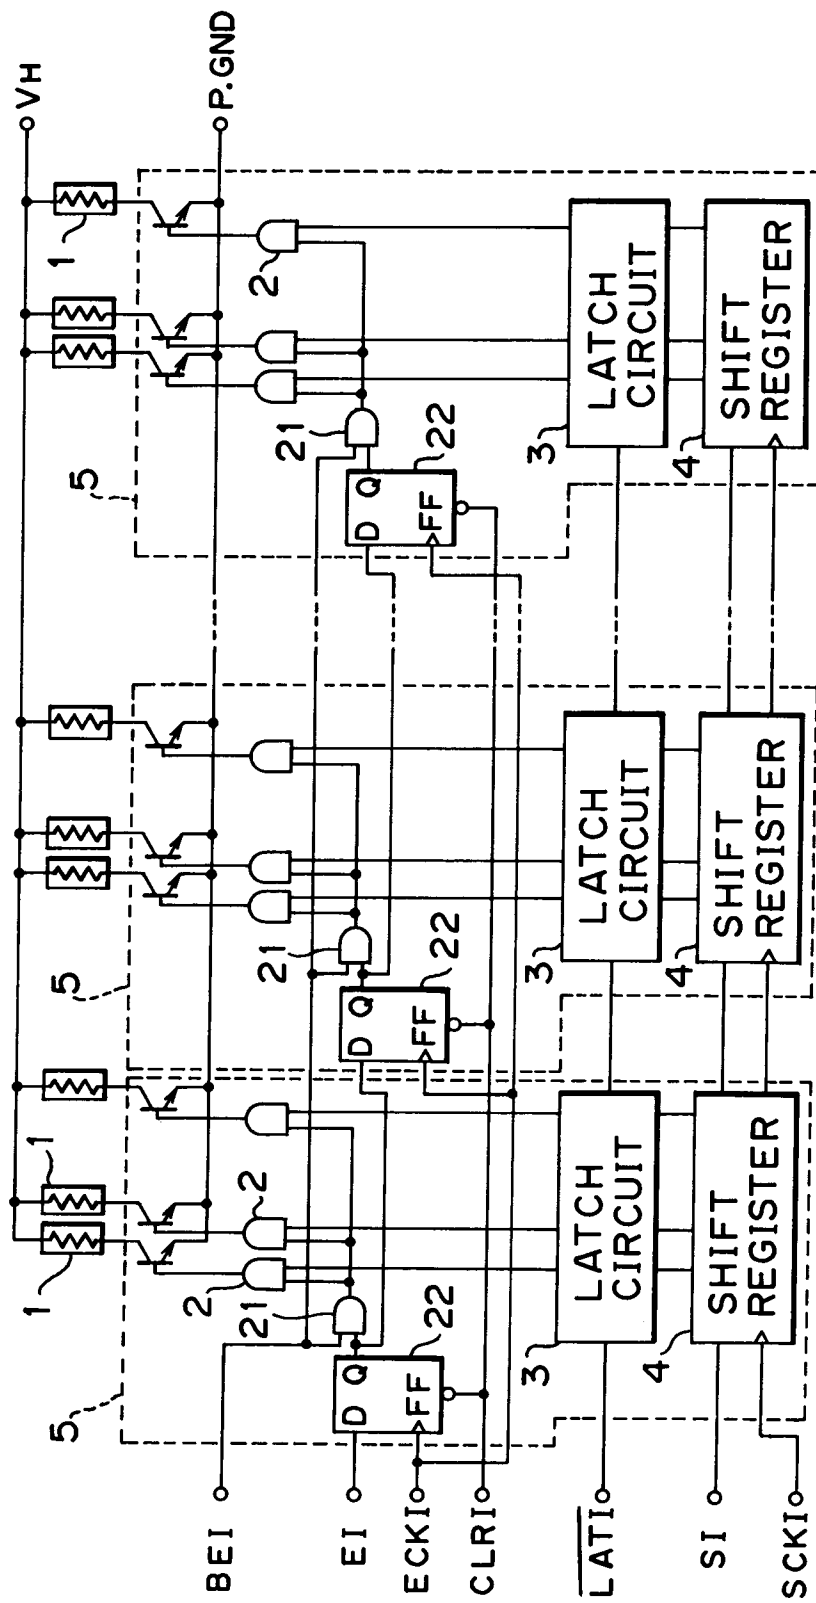 VH
P.GND
1
1
1
5
5
5
2
2
2
21
21
21
D Q
FF
22
D Q
FF
22
D Q
FF
22
3
LATCH
CIRCUIT
3
LATCH
CIRCUIT
3
LATCH
CIRCUIT
4
SHIFT
REGISTER
4
SHIFT
REGISTER
4
SHIFT
REGISTER
BEI
EI
ECKI
CLRI
LATI
SI
SCKI